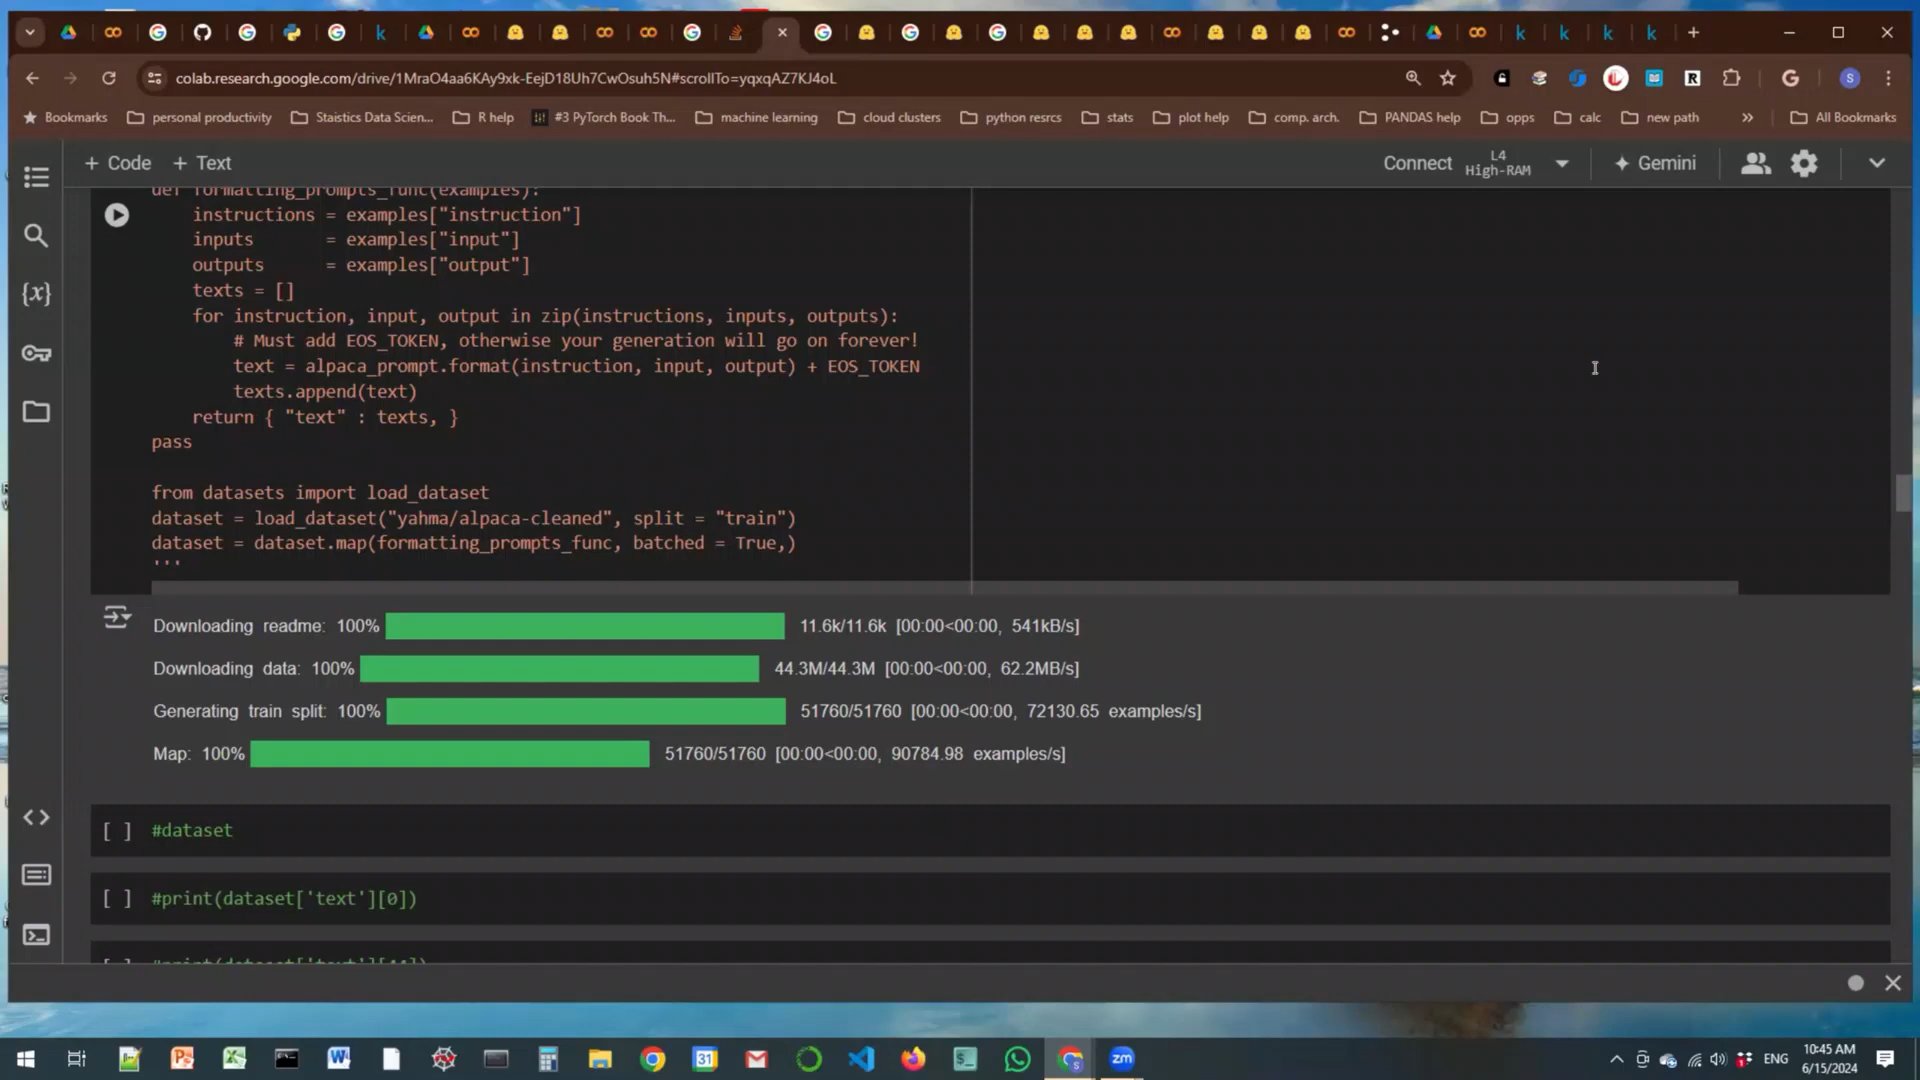 colab.research.google.com/drive/1MraO4aa6KAy9xk-EejD18Uh7CwOsuh5N#scrollTo=yqxqAZ7KJ4oL
Bookmarks personal productivity Staistics Data Scien... R help #3 PyTorch Book Th... machine learning cloud clusters python resrcs stats plot help comp. arch. PANDAS help opps calc new path » All Bookmarks
+ Code + Text Connect L4 High-RAM Gemini
def formatting_prompts_func(examples):
instructions = examples["instruction"]
inputs = examples["input"]
outputs = examples["output"]
texts = []
for instruction, input, output in zip(instructions, inputs, outputs):
# Must add EOS_TOKEN, otherwise your generation will go on forever!
text = alpaca_prompt.format(instruction, input, output) + EOS_TOKEN
texts.append(text)
return { "text" : texts, }
pass
from datasets import load_dataset
dataset = load_dataset("yahma/alpaca-cleaned", split = "train")
dataset = dataset.map(formatting_prompts_func, batched = True,)
'''
Downloading readme: 100% 11.6k/11.6k [00:00<00:00, 541kB/s]
Downloading data: 100% 44.3M/44.3M [00:00<00:00, 62.2MB/s]
Generating train split: 100% 51760/51760 [00:00<00:00, 72130.65 examples/s]
Map: 100% 51760/51760 [00:00<00:00, 90784.98 examples/s]
[ ] #dataset
[ ] #print(dataset['text'][0])
[ ] #print(dataset['text'][44])
ENG
10:45 AM
6/15/2024